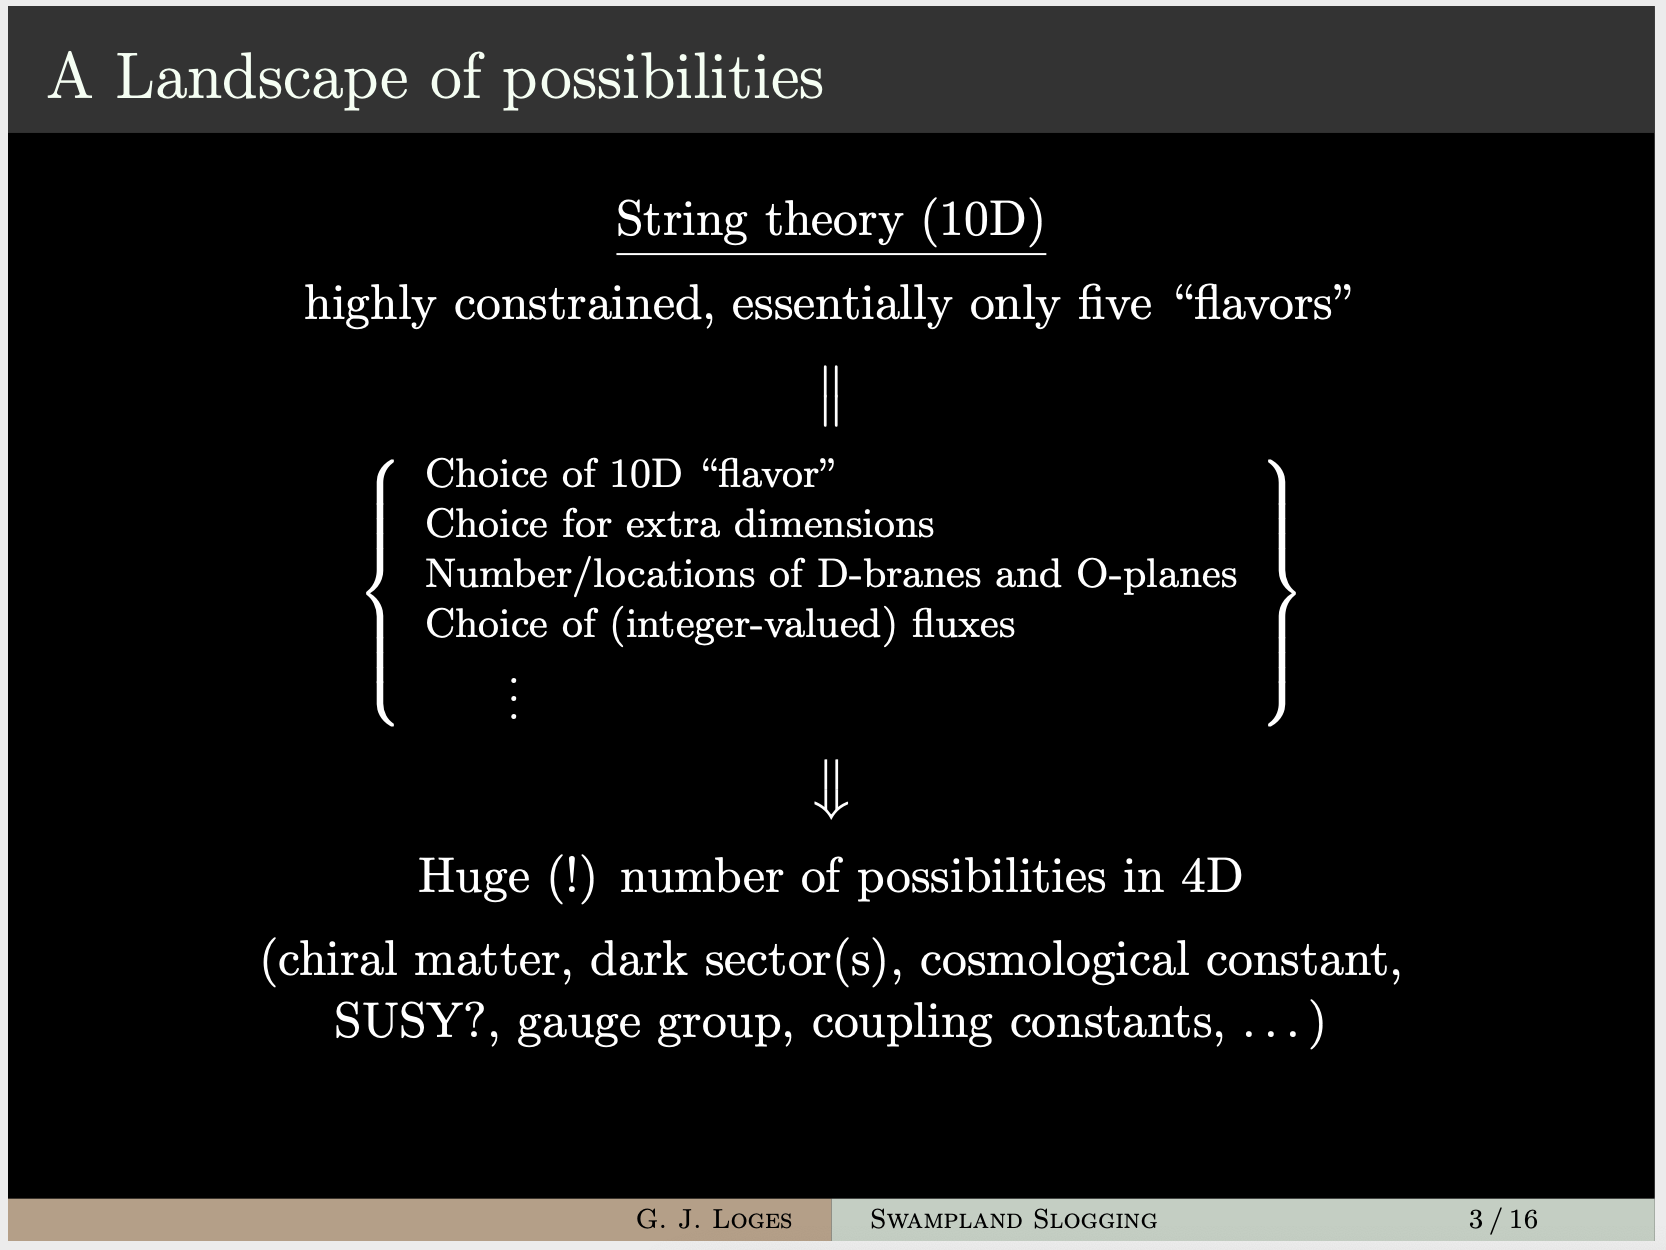 A Landscape of possibilities
String theory (10D)
highly constrained, essentially only five “flavors”
‖
Choice of 10D “flavor”
Choice for extra dimensions
Number/locations of D-branes and O-planes
Choice of (integer-valued) fluxes
⋮
⇓
Huge (!) number of possibilities in 4D
(chiral matter, dark sector(s), cosmological constant,
SUSY?, gauge group, coupling constants, . . . )
G. J. Loges Swampland Slogging 3 / 16